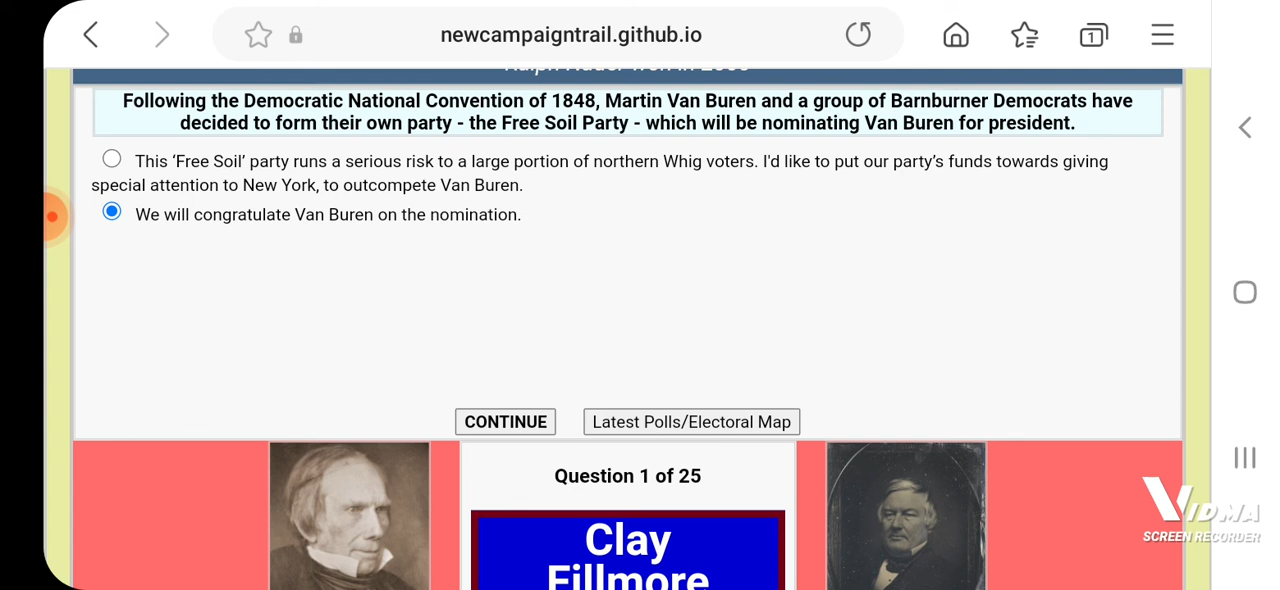 newcampaigntrail.github.io
1
Following the Democratic National Convention of 1848, Martin Van Buren and a group of Barnburner Democrats have
decided to form their own party - the Free Soil Party - which will be nominating Van Buren for president.
This ‘Free Soil’ party runs a serious risk to a large portion of northern Whig voters. I'd like to put our party’s funds towards giving
special attention to New York, to outcompete Van Buren.
We will congratulate Van Buren on the nomination.
CONTINUE
Latest Polls/Electoral Map
Question 1 of 25
Clay
Fillmore
VIDMA
SCREEN RECORDER